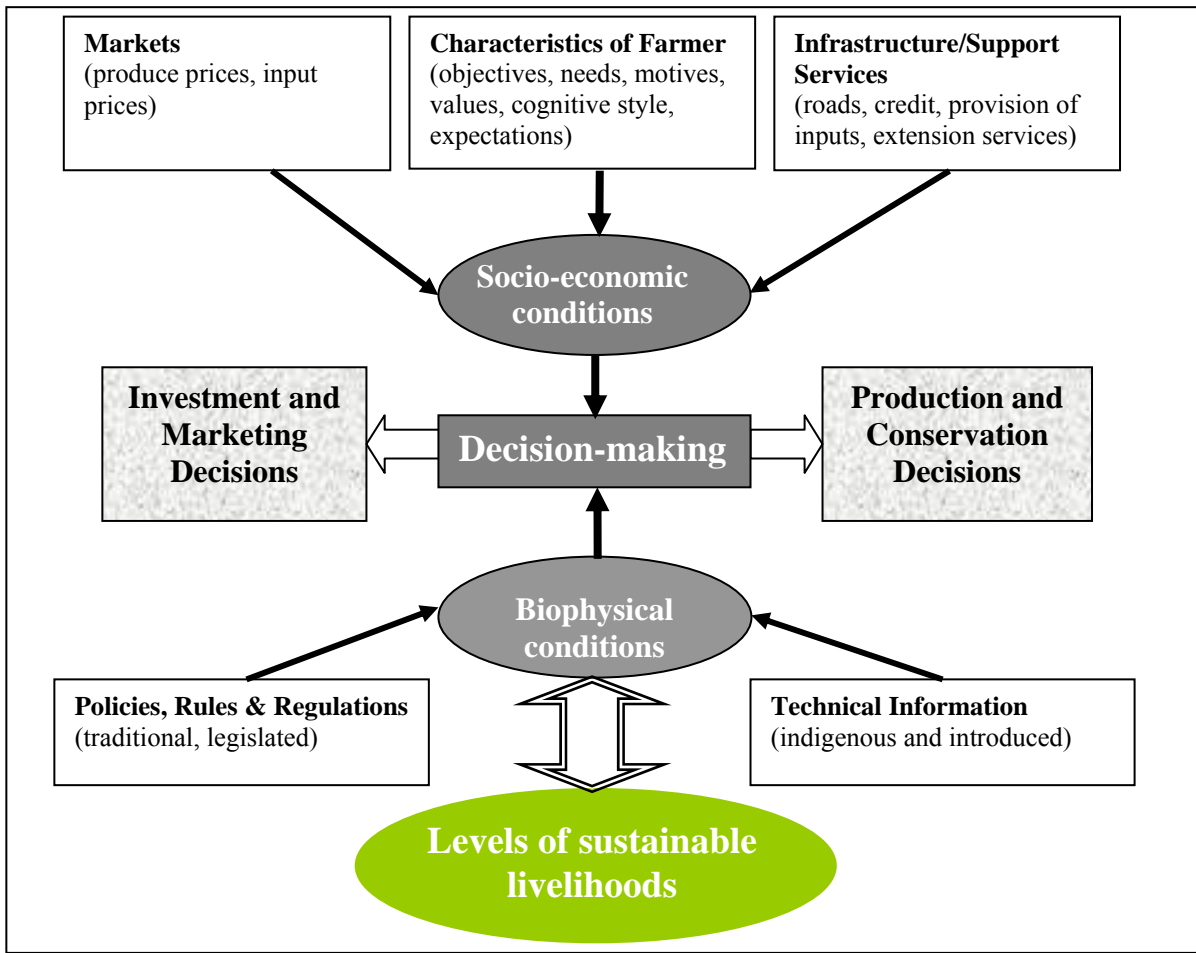 Markets
(produce prices, input
prices)
Characteristics of Farmer
(objectives, needs, motives,
values, cognitive style,
expectations)
Infrastructure/Support
Services
(roads, credit, provision of
inputs, extension services)
Socio-economic
conditions
Investment and
Marketing
Decisions
Decision-making
Production and
Conservation
Decisions
Biophysical
conditions
Policies, Rules & Regulations
(traditional, legislated)
Technical Information
(indigenous and introduced)
Levels of sustainable
livelihoods